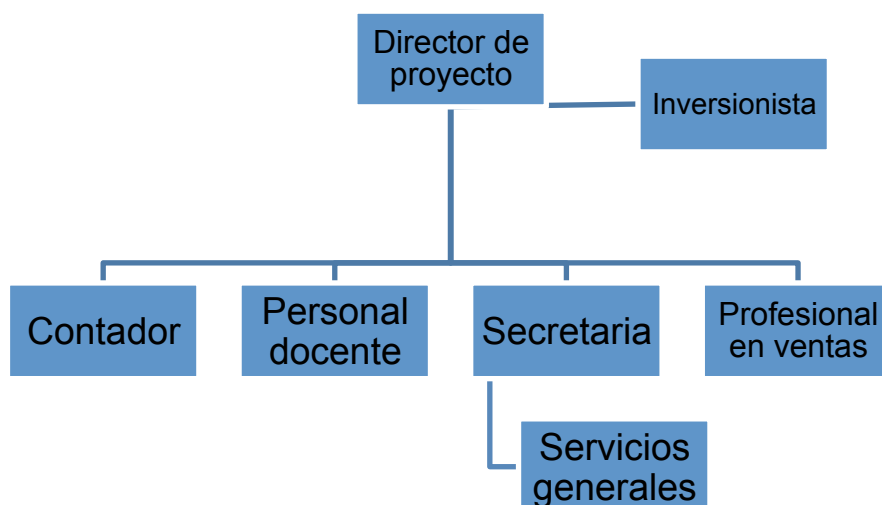 Director de
proyecto
Inversionista
Contador
Personal
docente
Secretaria
Profesional
en ventas
Servicios
generales